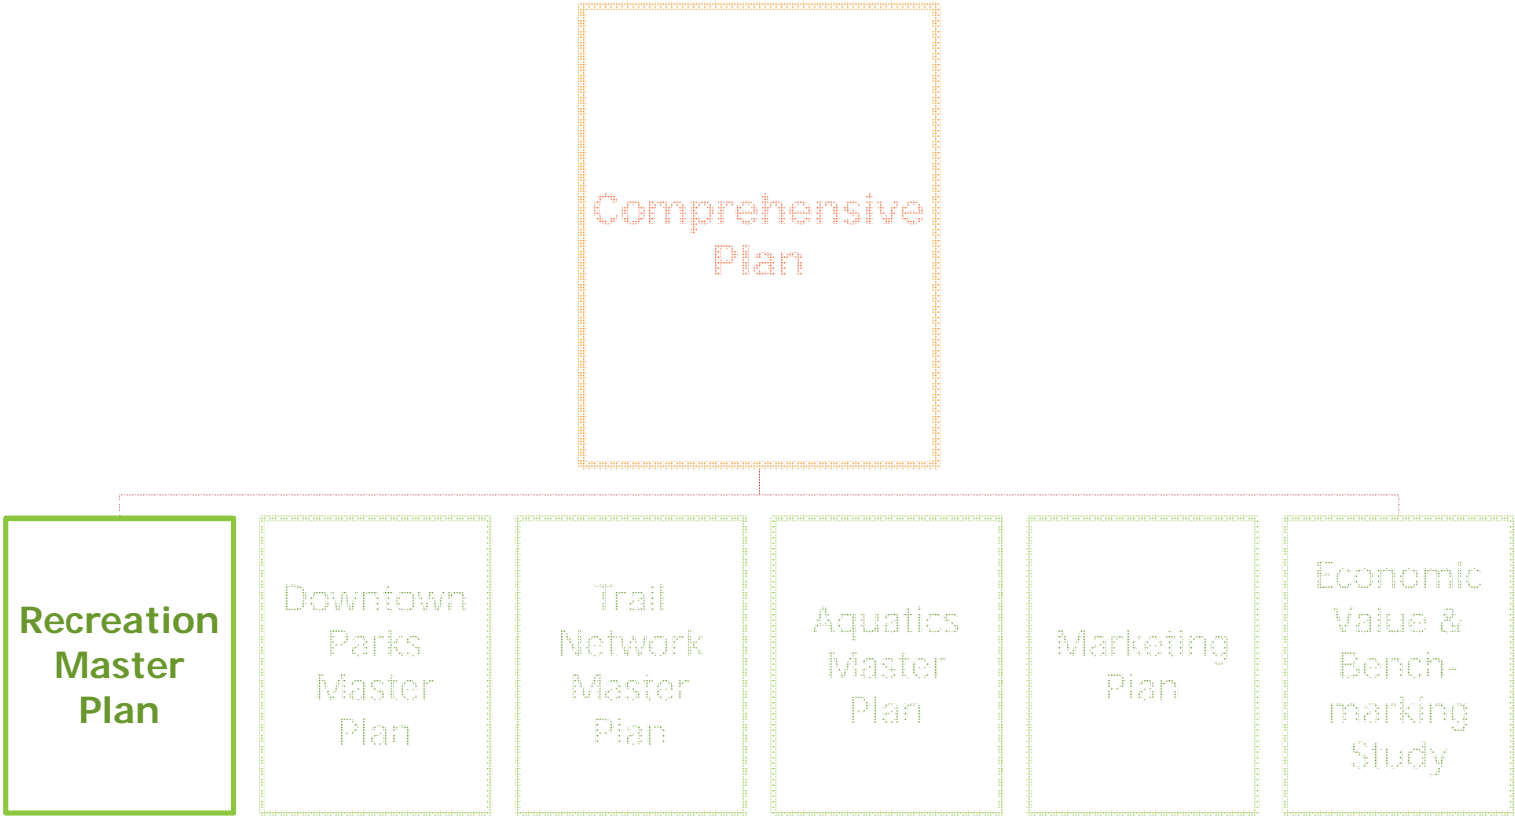 Comprehensive
Plan
Recreation
Master
Plan
Downtown
Parks
Master
Plan
Trail
Network
Master
Plan
Aquatics
Master
Plan
Marketing
Plan
Economic
Value &
Bench-
marking
Study